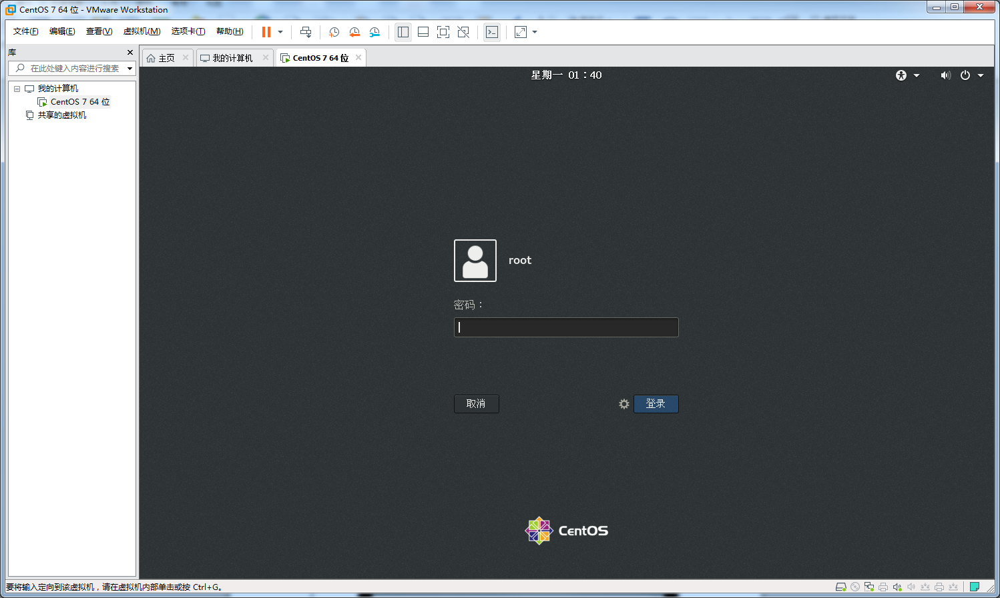 CentOS 7 64 位 - VMware Workstation
文件(F) 编辑(E) 查看(V) 虚拟机(M) 选项卡(T) 帮助(H)
库
在此处键入内容进行搜索
我的计算机
CentOS 7 64 位
共享的虚拟机
主页 我的计算机 CentOS 7 64 位
星期一 01：40
root
密码：
取消 登录
CentOS
要将输入定向到该虚拟机，请在虚拟机内部单击或按 Ctrl+G。